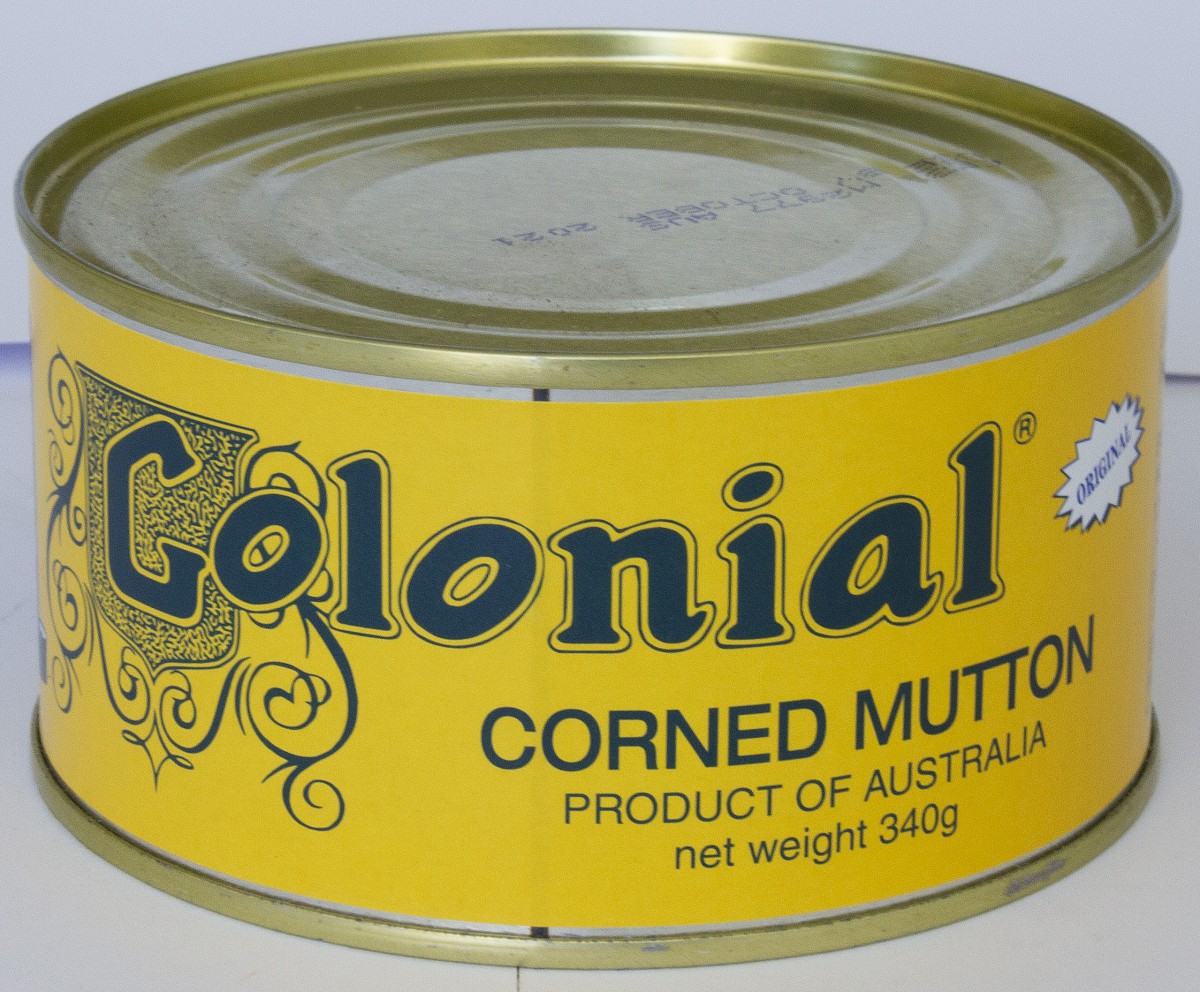 OCTOBER 2021
Colonial®
ORIGINAL
CORNED MUTTON
PRODUCT OF AUSTRALIA
net weight 340g